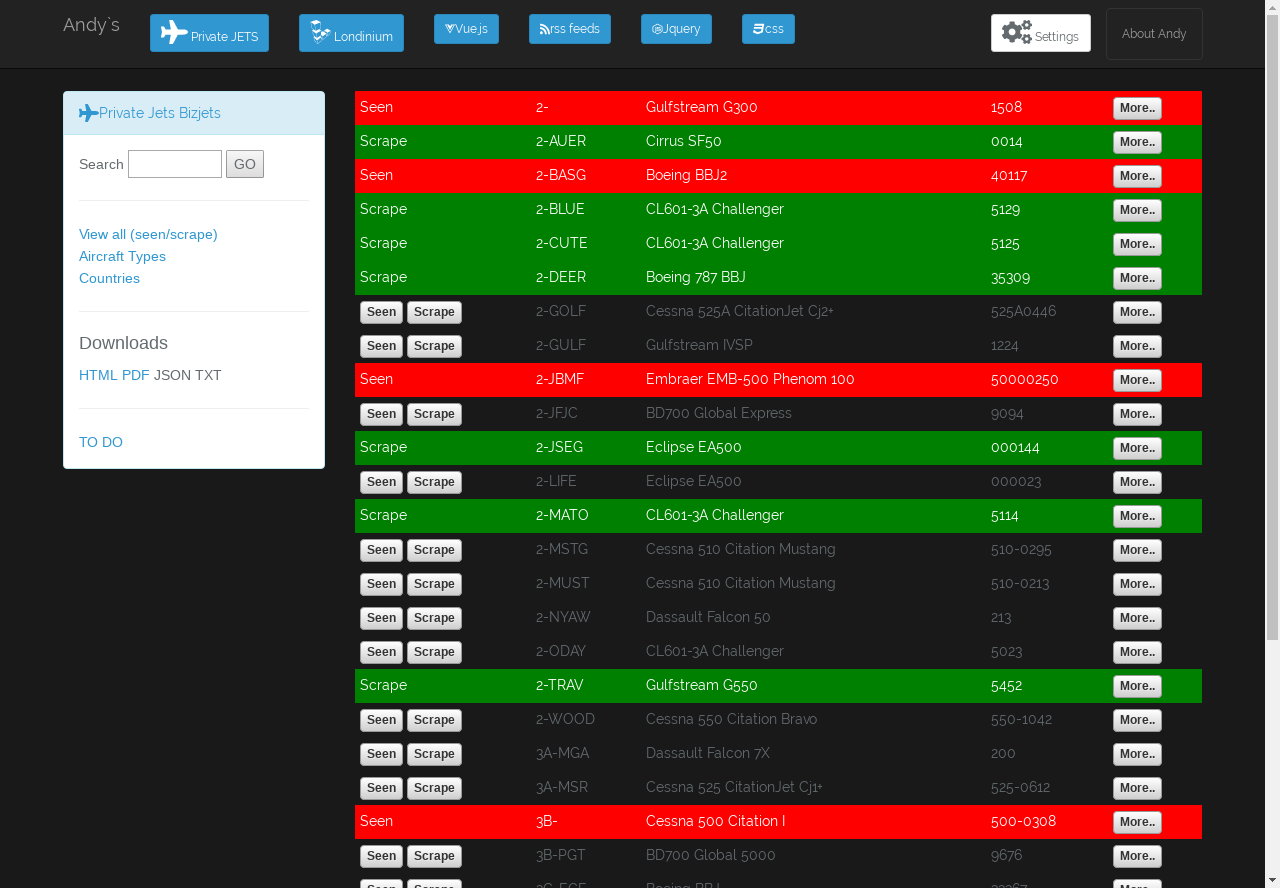 Andy`s Private JETS Londinium Vue.js rss feeds Jquery css Settings About Andy
Private Jets Bizjets
Search GO
View all (seen/scrape)
Aircraft Types
Countries
Downloads
HTML PDF JSON TXT
TO DO
Seen 2- Gulfstream G300 1508 More..
Scrape 2-AUER Cirrus SF50 0014 More..
Seen 2-BASG Boeing BBJ2 40117 More..
Scrape 2-BLUE CL601-3A Challenger 5129 More..
Scrape 2-CUTE CL601-3A Challenger 5125 More..
Scrape 2-DEER Boeing 787 BBJ 35309 More..
Seen Scrape 2-GOLF Cessna 525A CitationJet Cj2+ 525A0446 More..
Seen Scrape 2-GULF Gulfstream IVSP 1224 More..
Seen 2-JBMF Embraer EMB-500 Phenom 100 50000250 More..
Seen Scrape 2-JFJC BD700 Global Express 9094 More..
Scrape 2-JSEG Eclipse EA500 000144 More..
Seen Scrape 2-LIFE Eclipse EA500 000023 More..
Scrape 2-MATO CL601-3A Challenger 5114 More..
Seen Scrape 2-MSTG Cessna 510 Citation Mustang 510-0295 More..
Seen Scrape 2-MUST Cessna 510 Citation Mustang 510-0213 More..
Seen Scrape 2-NYAW Dassault Falcon 50 213 More..
Seen Scrape 2-ODAY CL601-3A Challenger 5023 More..
Scrape 2-TRAV Gulfstream G550 5452 More..
Seen Scrape 2-WOOD Cessna 550 Citation Bravo 550-1042 More..
Seen Scrape 3A-MGA Dassault Falcon 7X 200 More..
Seen Scrape 3A-MSR Cessna 525 CitationJet Cj1+ 525-0612 More..
Seen 3B- Cessna 500 Citation I 500-0308 More..
Seen Scrape 3B-PGT BD700 Global 5000 9676 More..
Seen Scrape More..